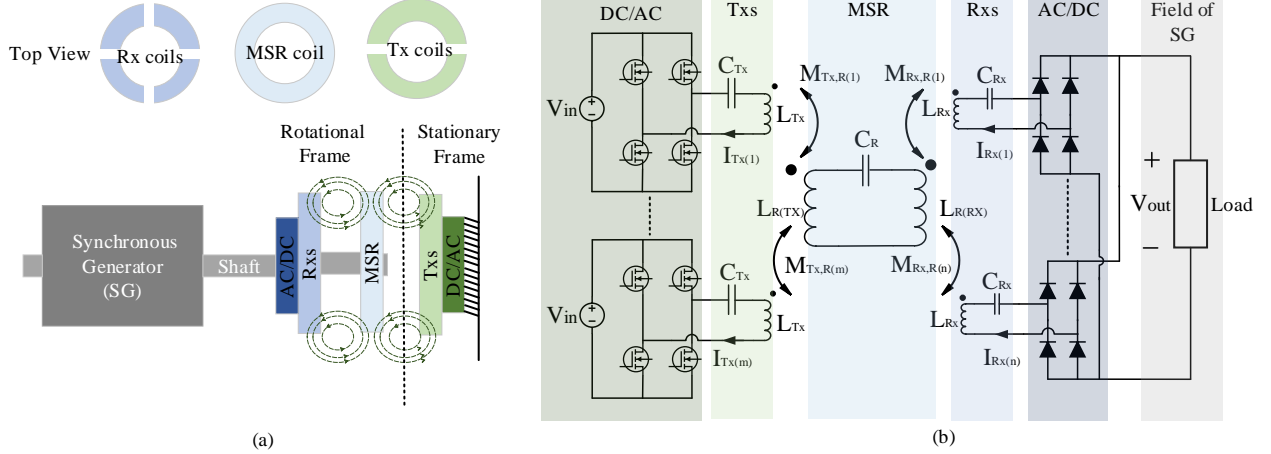 Top View
Rx coils
MSR coil
Tx coils
Rotational
Frame
Stationary
Frame
Synchronous
Generator
(SG)
Shaft
AC/DC
Rxs
MSR
Txs
DC/AC
(a)
DC/AC
Txs
MSR
Rxs
AC/DC
Field of
SG
Vin
CTx
LTx
ITx(1)
MTx,R(1)
MRx,R(1)
CR
LR(TX)
LR(RX)
LRx
CRx
IRx(1)
+
Vout
−
Load
Vin
CTx
LTx
ITx(m)
MTx,R(m)
MRx,R(n)
LRx
CRx
IRx(n)
(b)